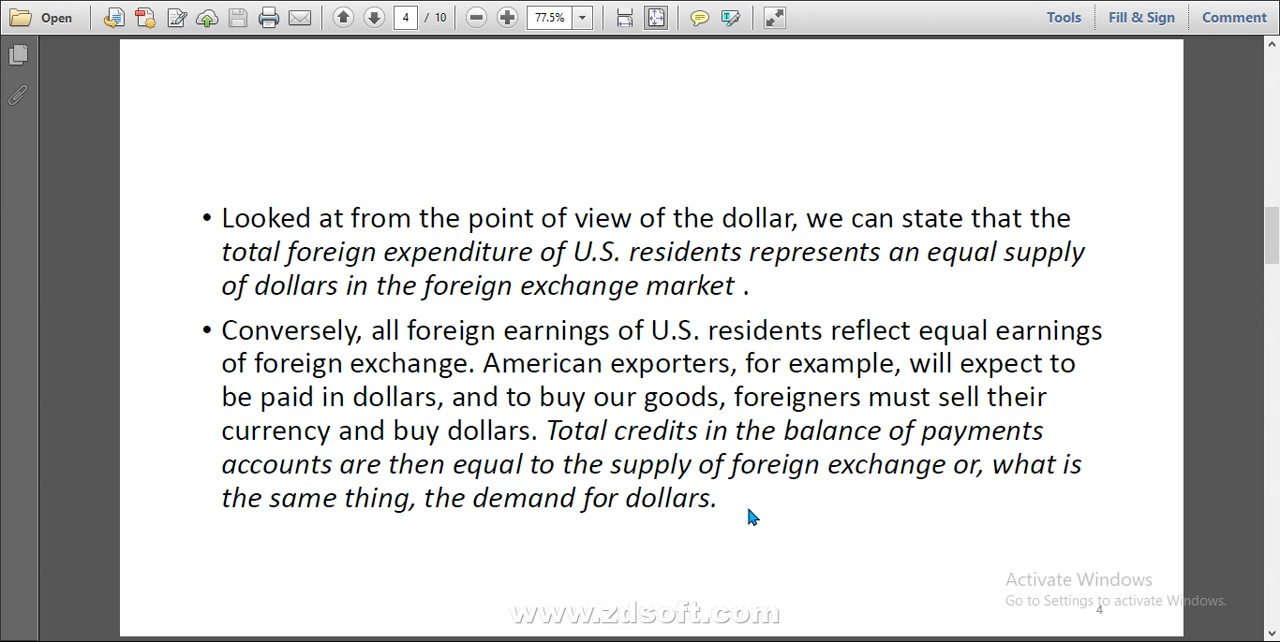 Open
4 / 10
77.5%
Tools
Fill & Sign
Comment
• Looked at from the point of view of the dollar, we can state that the
total foreign expenditure of U.S. residents represents an equal supply
of dollars in the foreign exchange market .
• Conversely, all foreign earnings of U.S. residents reflect equal earnings
of foreign exchange. American exporters, for example, will expect to
be paid in dollars, and to buy our goods, foreigners must sell their
currency and buy dollars. Total credits in the balance of payments
accounts are then equal to the supply of foreign exchange or, what is
the same thing, the demand for dollars.
Activate Windows
Go to Settings to activate Windows.
4
www.zdsoft.com